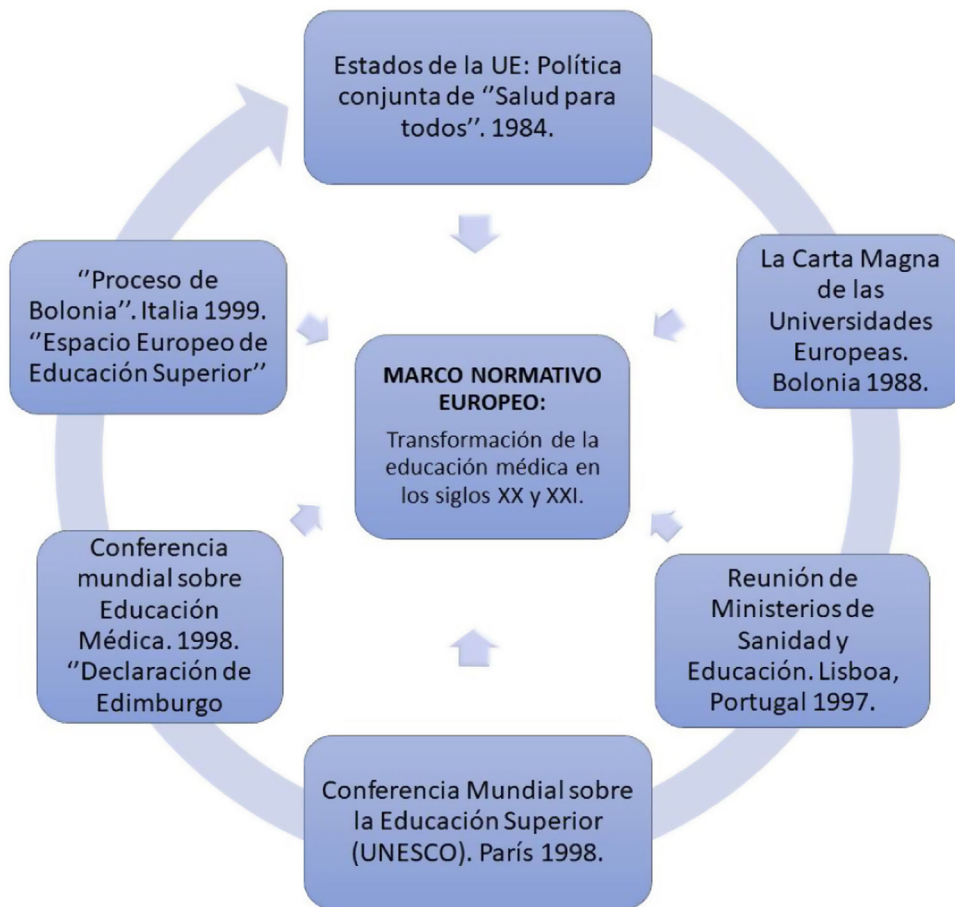 Estados de la UE: Política
conjunta de ‘’Salud para
todos’’. 1984.
La Carta Magna
de las
Universidades
Europeas.
Bolonia 1988.
Reunión de
Ministerios de
Sanidad y
Educación. Lisboa,
Portugal 1997.
Conferencia Mundial sobre
la Educación Superior
(UNESCO). París 1998.
Conferencia
mundial sobre
Educación
Médica. 1998.
‘’Declaración de
Edimburgo
‘’Proceso de
Bolonia’’. Italia 1999.
‘’Espacio Europeo de
Educación Superior’’
MARCO NORMATIVO
EUROPEO:
Transformación de la
educación médica en
los siglos XX y XXI.